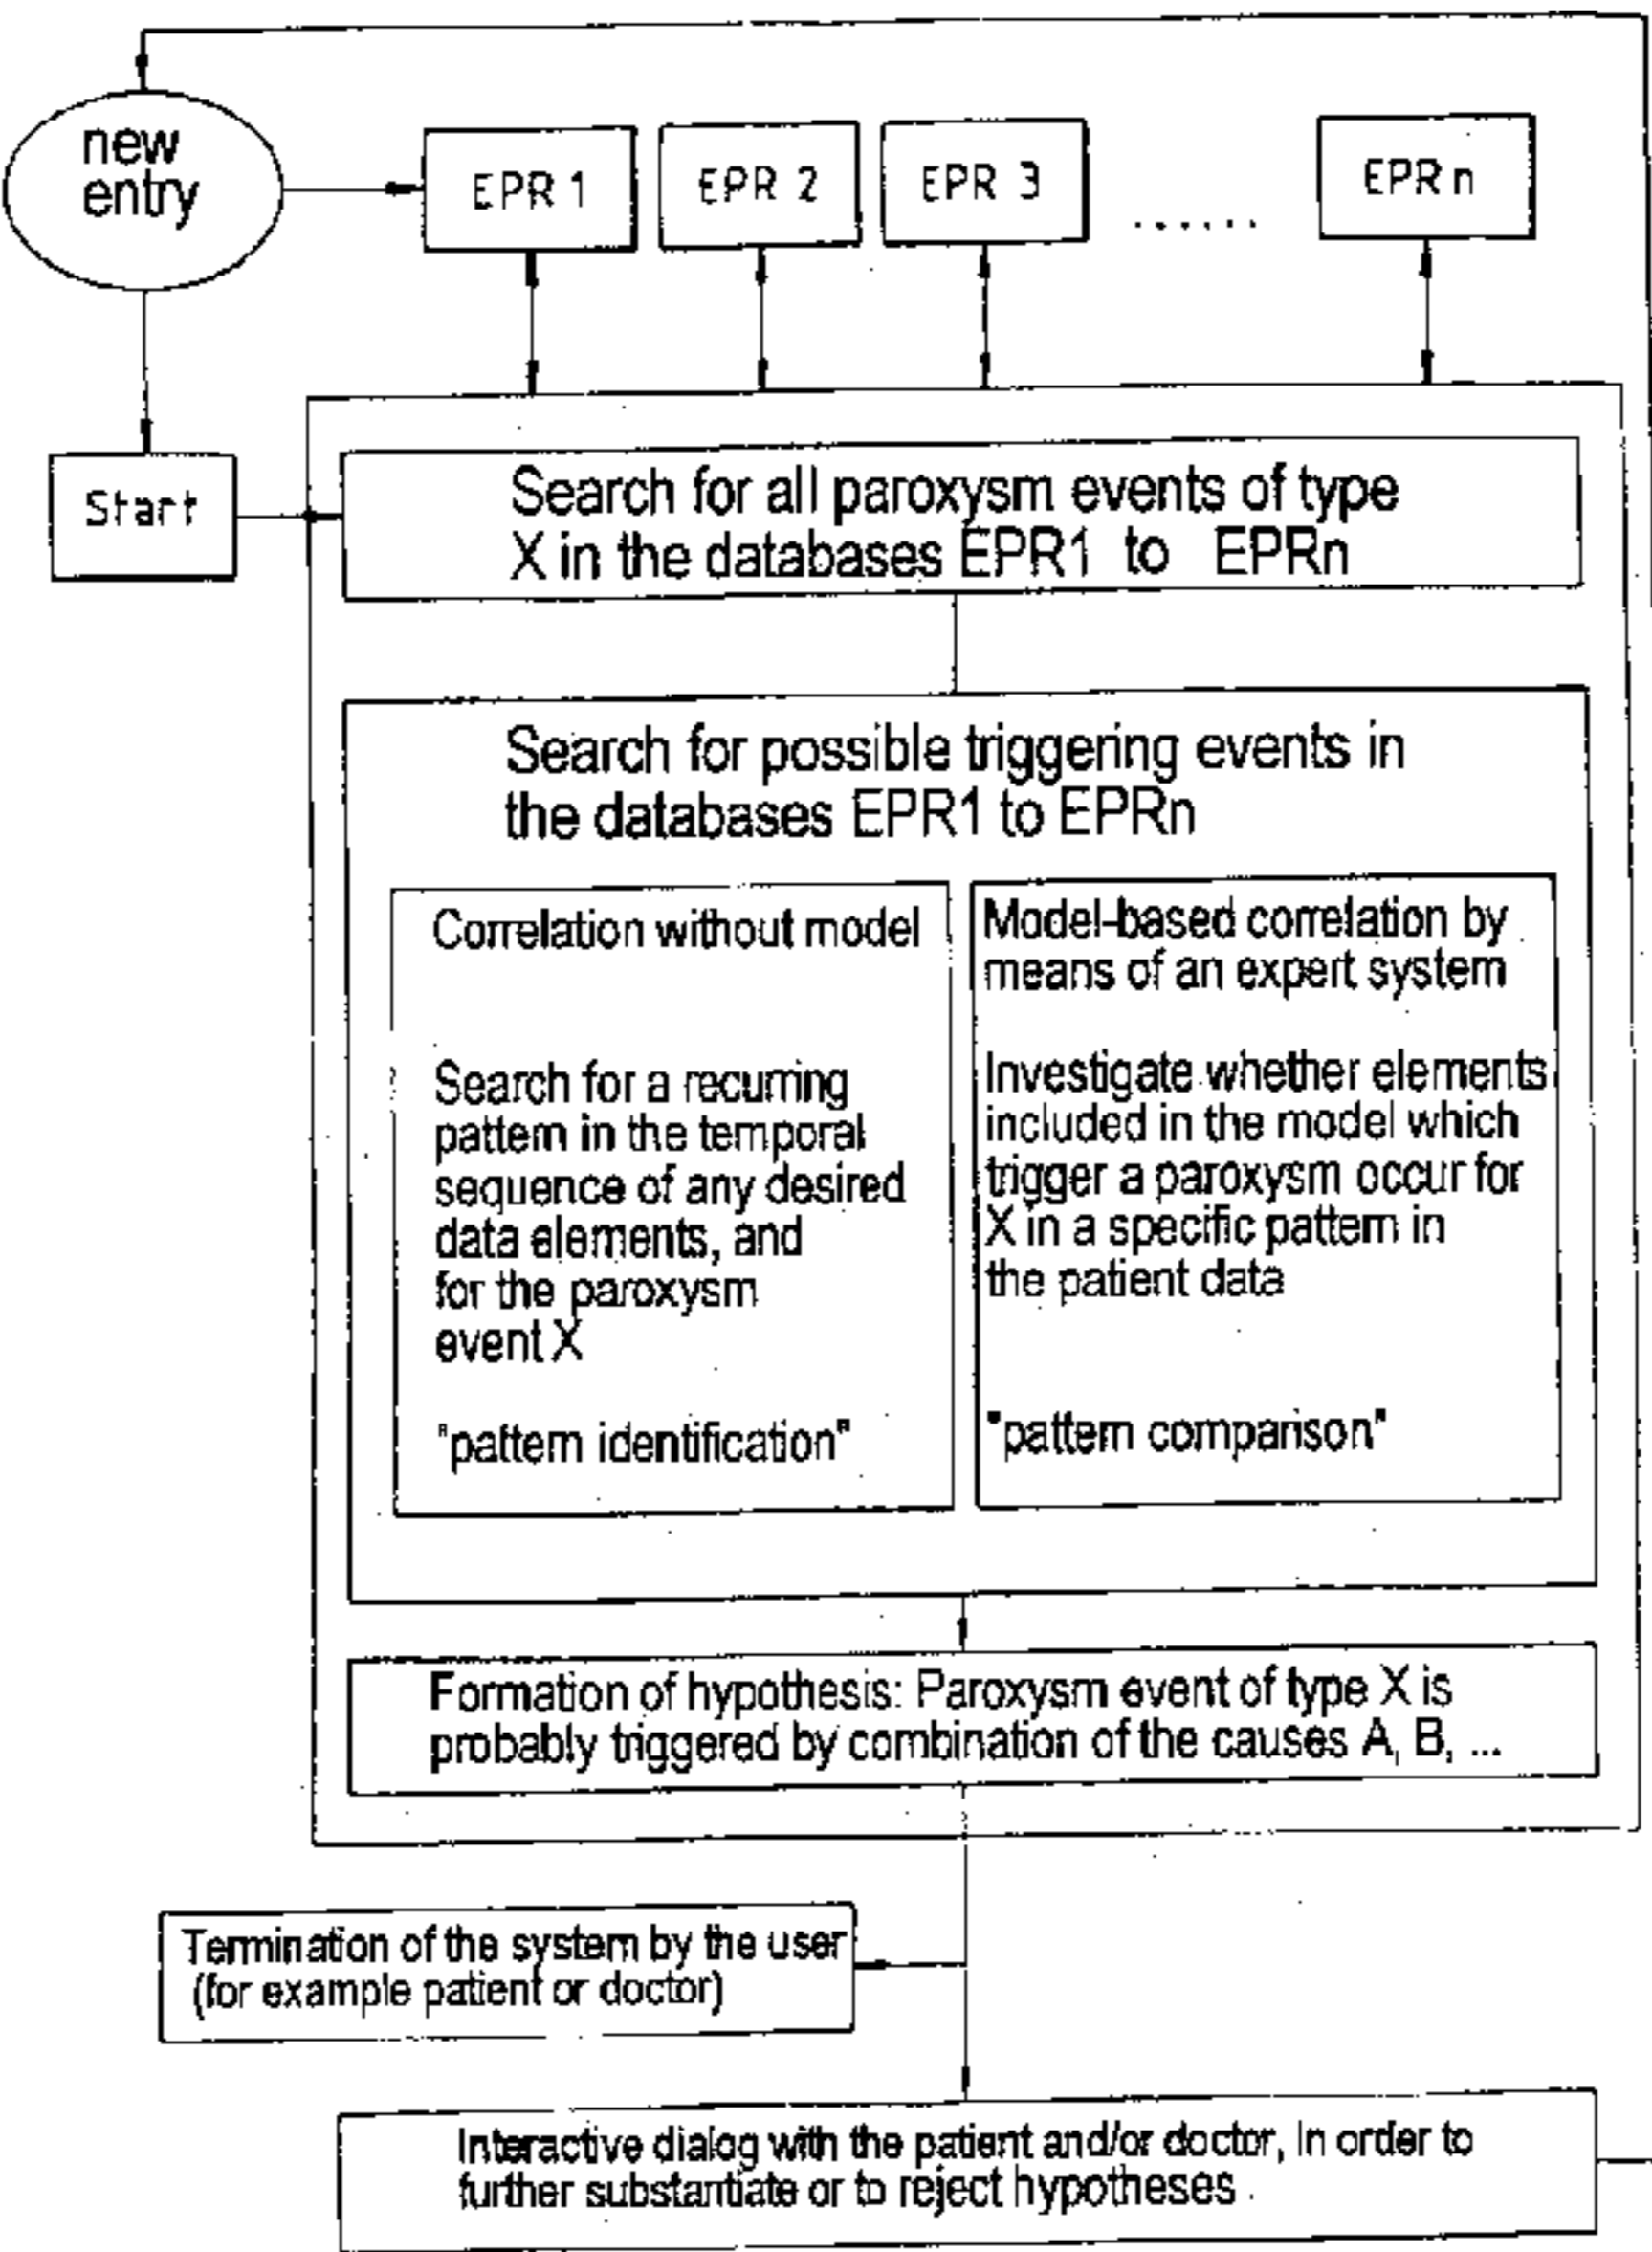 new
entry
EPR 1
EPR 2
EPR 3
......
EPR n
Start
Search for all paroxysm events of type
X in the databases EPR1 to EPRn
Search for possible triggering events in
the databases EPR1 to EPRn
Correlation without model
Search for a recurring
pattern in the temporal
sequence of any desired
data elements, and
for the paroxysm
event X
"pattern identification"
Model-based correlation by
means of an expert system
Investigate whether elements
included in the model which
trigger a paroxysm occur for
X in a specific pattern in
the patient data
"pattern comparison"
Formation of hypothesis: Paroxysm event of type X is
probably triggered by combination of the causes A, B, ...
Termination of the system by the user
(for example patient or doctor)
Interactive dialog with the patient and/or doctor, in order to
further substantiate or to reject hypotheses